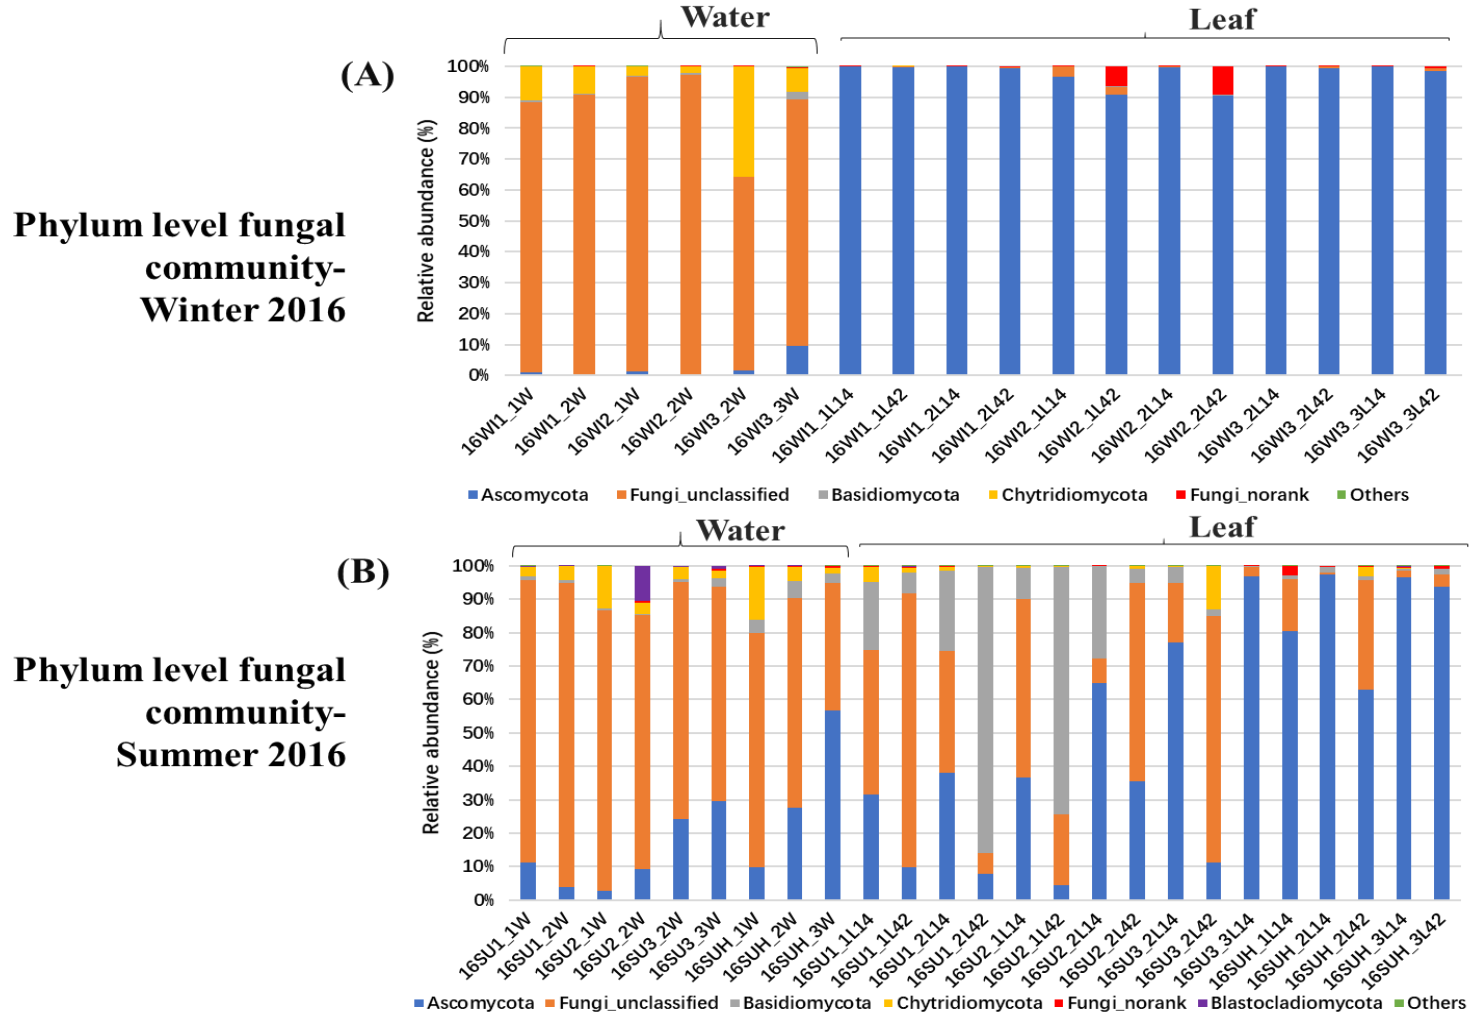 Water
Leaf
(A)
Phylum level fungal
community-
Winter 2016
Relative abundance (%)
100%
90%
80%
70%
60%
50%
40%
30%
20%
10%
0%
16WI1_1W
16WI1_2W
16WI2_1W
16WI2_2W
16WI3_2W
16WI3_3W
16WI1_1L14
16WI1_1L42
16WI1_2L14
16WI1_2L42
16WI2_1L14
16WI2_1L42
16WI2_2L14
16WI2_2L42
16WI3_2L14
16WI3_2L42
16WI3_3L14
16WI3_3L42
Ascomycota Fungi_unclassified Basidiomycota Chytridiomycota Fungi_norank Others
Water
Leaf
(B)
Phylum level fungal
community-
Summer 2016
Relative abundance (%)
100%
90%
80%
70%
60%
50%
40%
30%
20%
10%
0%
16SU1_1W
16SU1_2W
16SU2_1W
16SU2_2W
16SU3_2W
16SU3_3W
16SUH_1W
16SUH_2W
16SUH_3W
16SU1_1L14
16SU1_1L42
16SU1_2L14
16SU1_2L42
16SU2_1L14
16SU2_1L42
16SU2_2L14
16SU2_2L42
16SU3_2L14
16SU3_2L42
16SU3_3L14
16SUH_1L14
16SUH_2L14
16SUH_2L42
16SUH_3L14
16SUH_3L42
Ascomycota Fungi_unclassified Basidiomycota Chytridiomycota Fungi_norank Blastocladiomycota Others